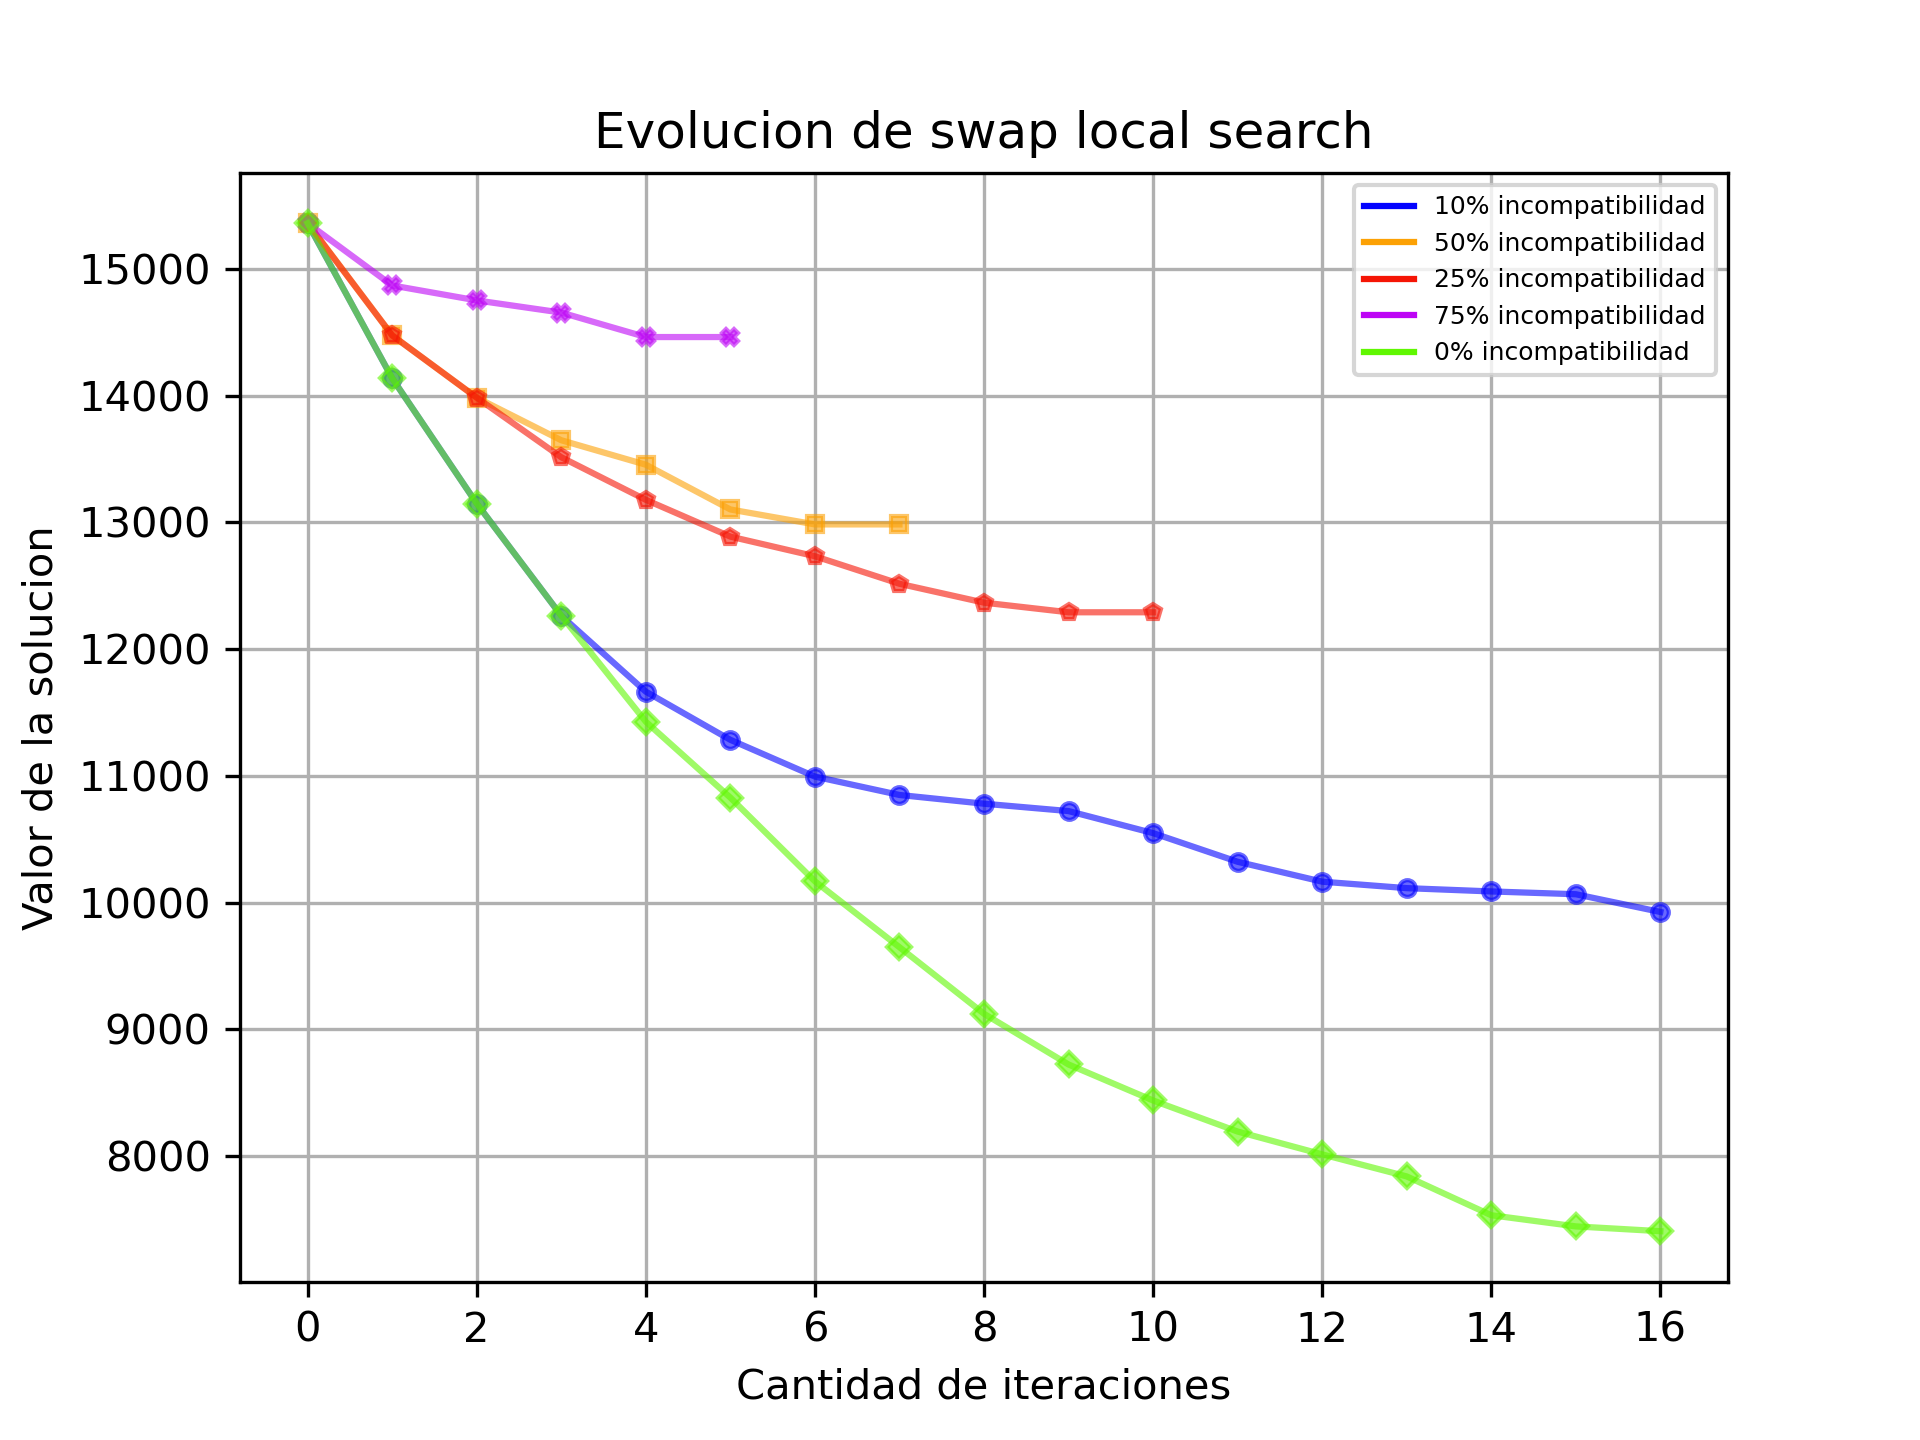 Evolucion de swap local search
10% incompatibilidad
50% incompatibilidad
25% incompatibilidad
75% incompatibilidad
0% incompatibilidad
Valor de la solucion
15000
14000
13000
12000
11000
10000
9000
8000
0 2 4 6 8 10 12 14 16
Cantidad de iteraciones